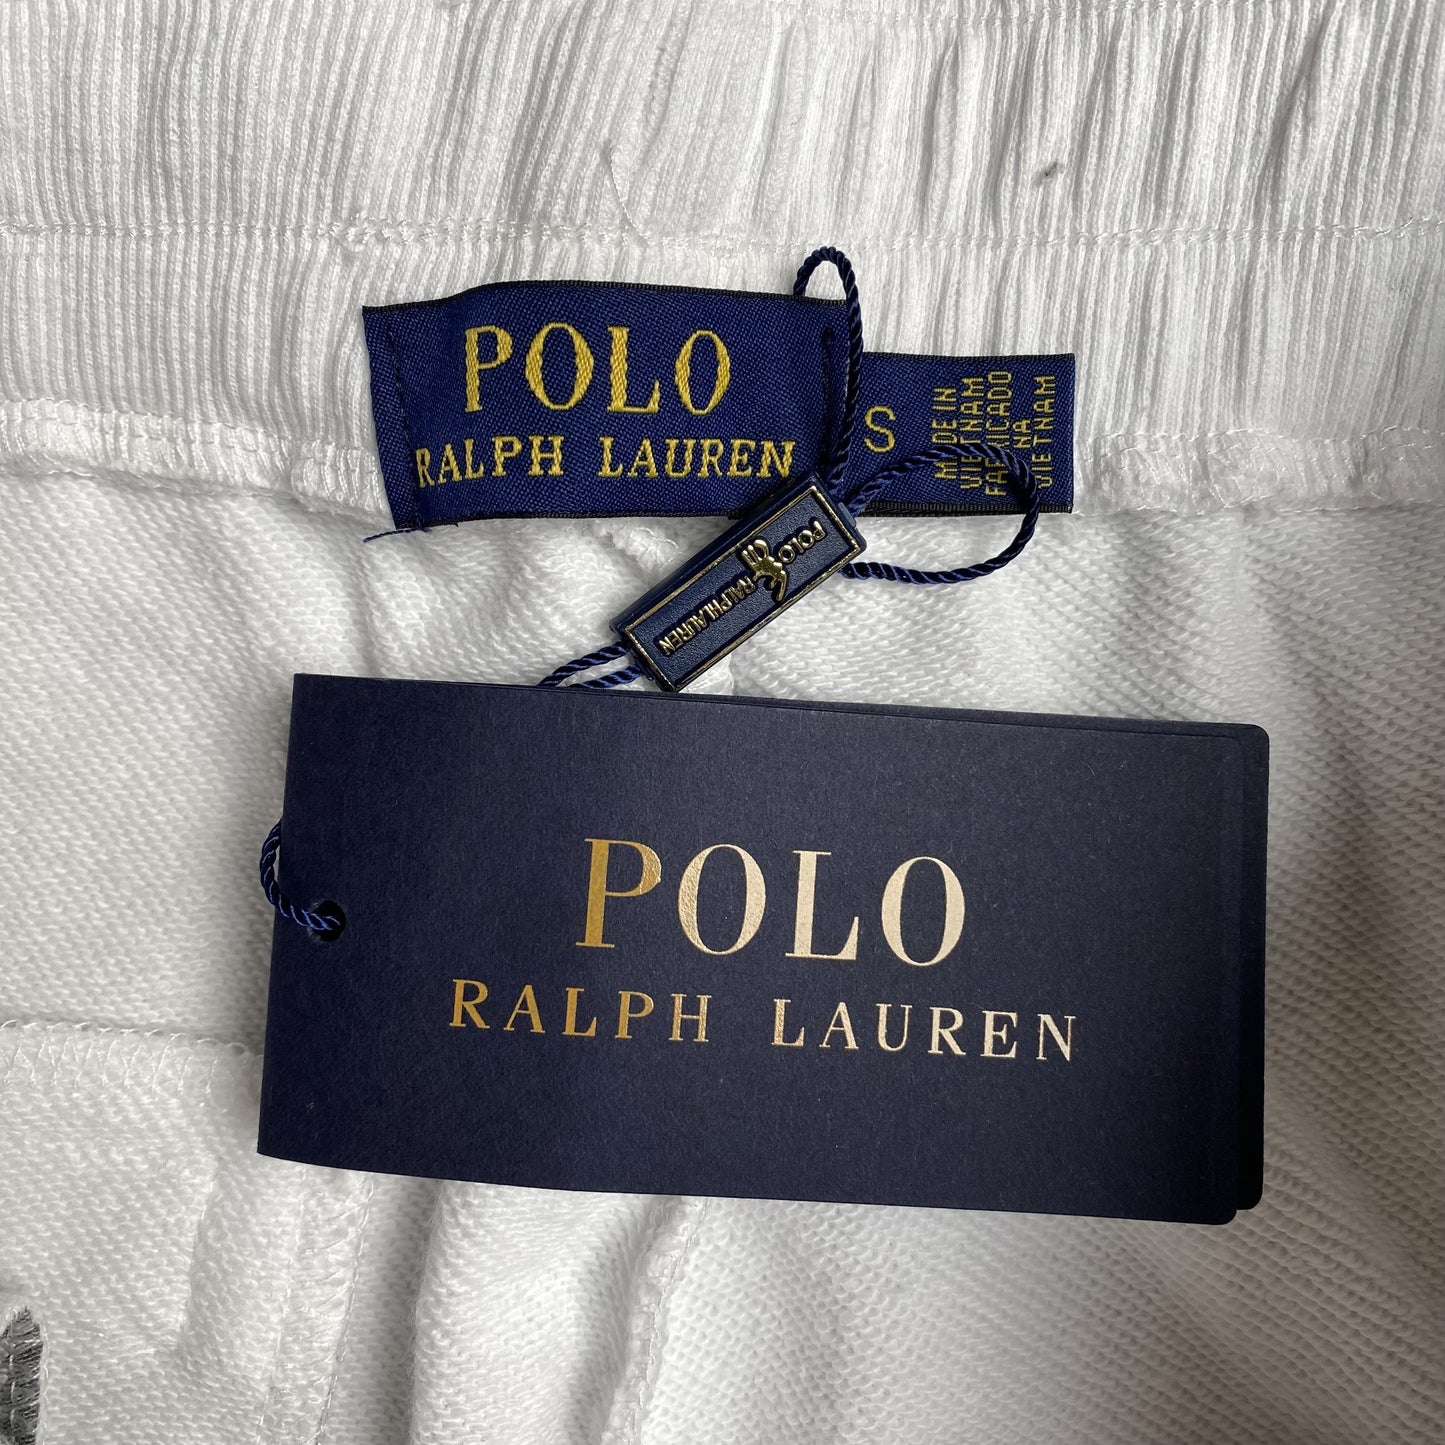 POLO
RALPH LAUREN
S
MADE IN
VIETNAM
FABRICADO
NA
VIETNAM
POLO
RALPH LAUREN
POLO
RALPH LAUREN